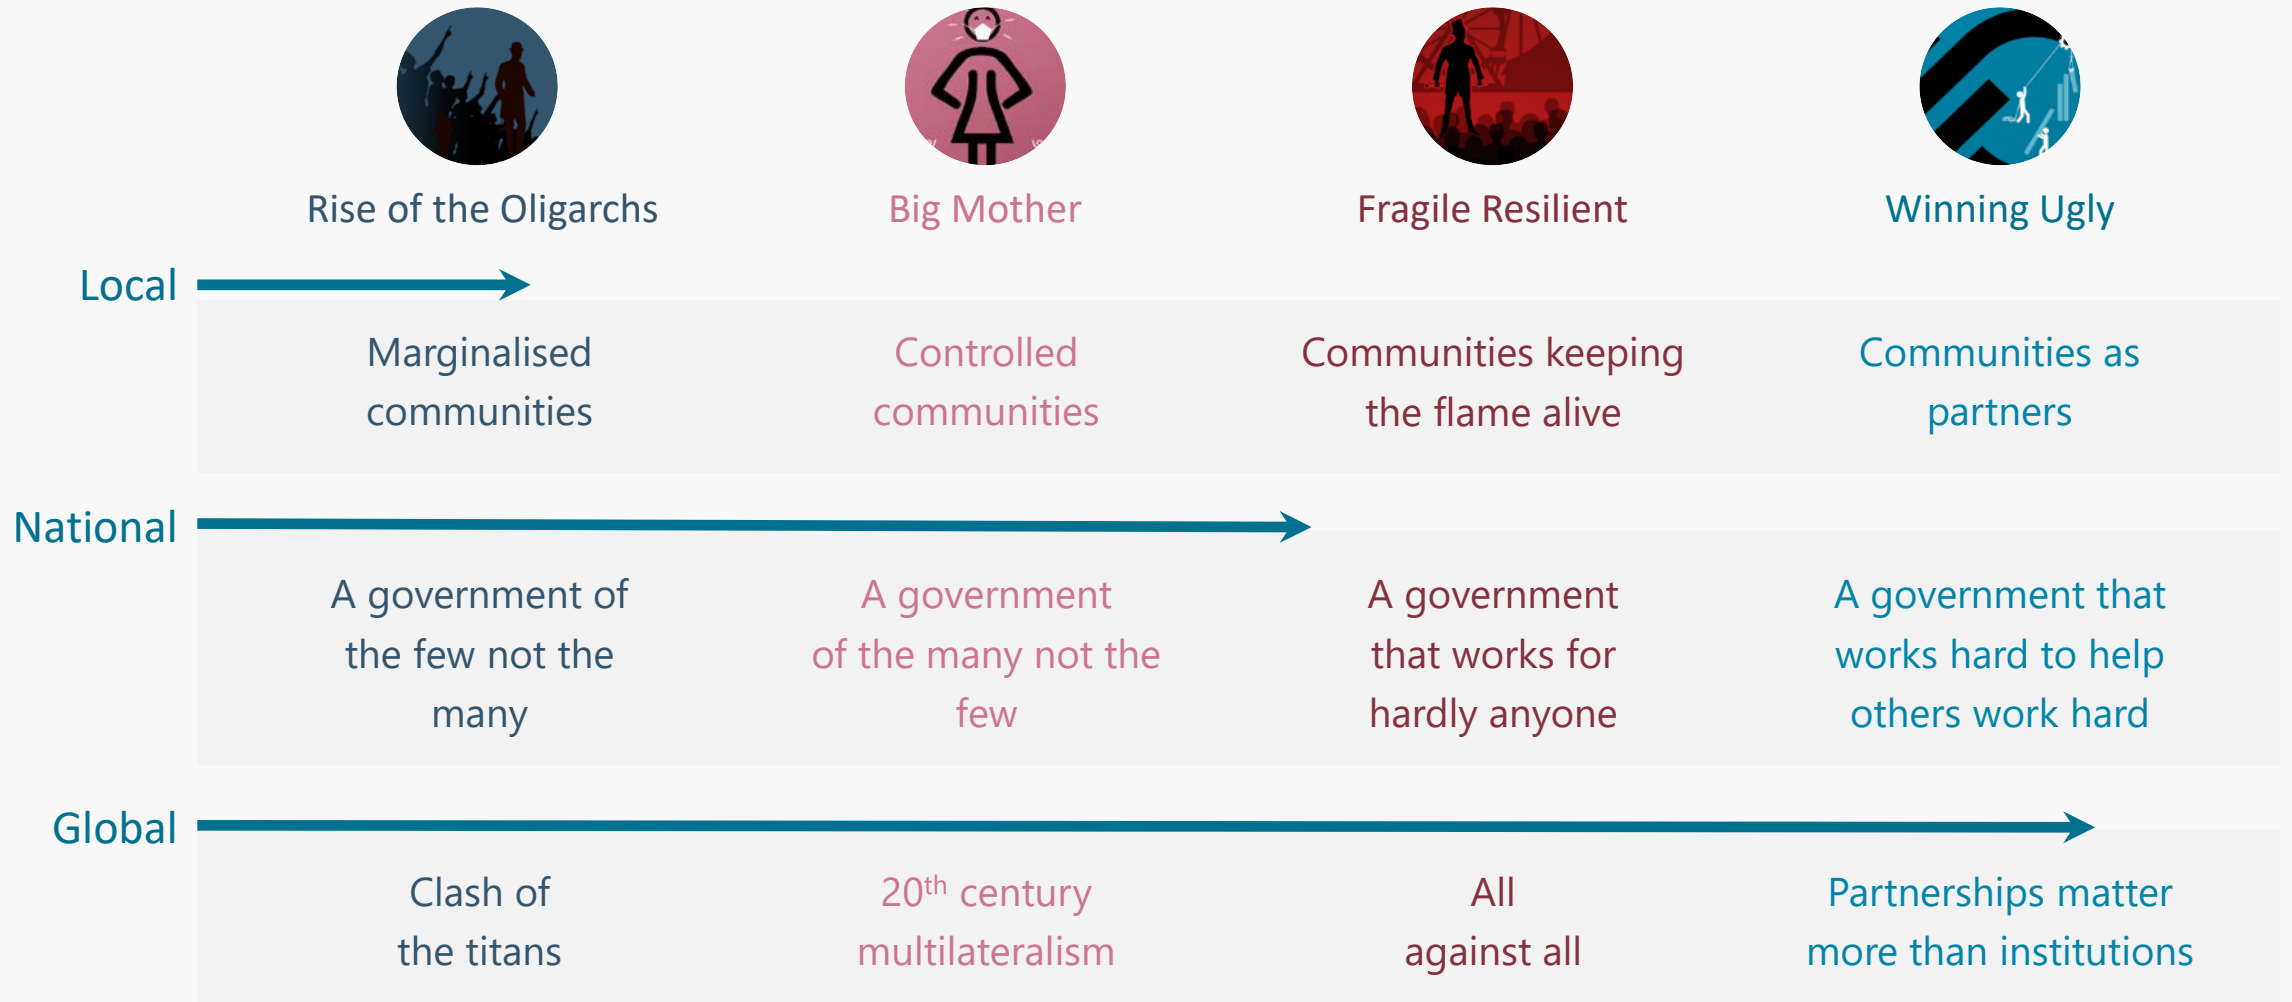 Rise of the Oligarchs
Big Mother
Fragile Resilient
Winning Ugly
Local
Marginalised
communities
Controlled
communities
Communities keeping
the flame alive
Communities as
partners
National
A government of
the few not the
many
A government
of the many not the
few
A government
that works for
hardly anyone
A government that
works hard to help
others work hard
Global
Clash of
the titans
20th century
multilateralism
All
against all
Partnerships matter
more than institutions